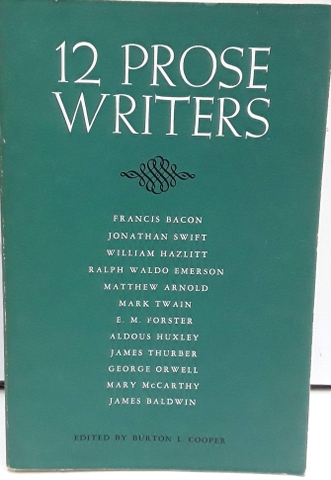 12 PROSE
WRITERS
FRANCIS BACON
JONATHAN SWIFT
WILLIAM HAZLITT
RALPH WALDO EMERSON
MATTHEW ARNOLD
MARK TWAIN
E. M. FORSTER
ALDOUS HUXLEY
JAMES THURBER
GEORGE ORWELL
MARY McCARTHY
JAMES BALDWIN
EDITED BY BURTON L. COOPER